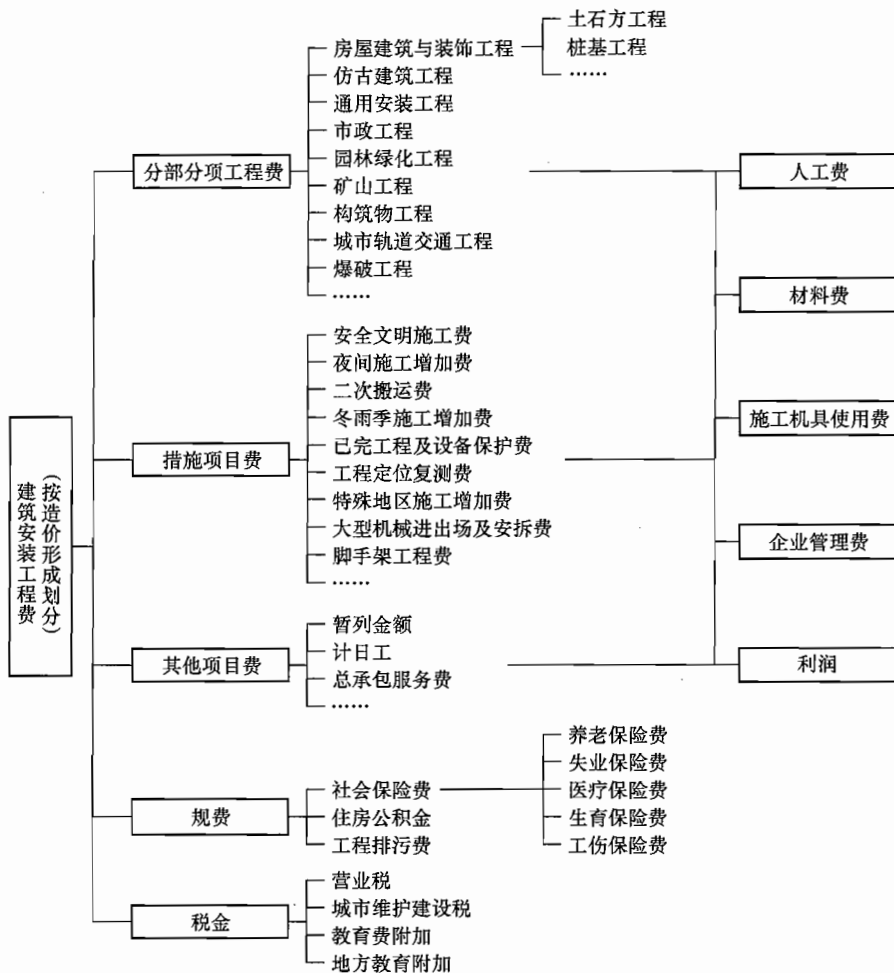 建筑安装工程费
（按造价形成划分）
分部分项工程费
房屋建筑与装饰工程
土石方工程
桩基工程
……
仿古建筑工程
通用安装工程
市政工程
园林绿化工程
矿山工程
构筑物工程
城市轨道交通工程
爆破工程
……
措施项目费
安全文明施工费
夜间施工增加费
二次搬运费
冬雨季施工增加费
已完工程及设备保护费
工程定位复测费
特殊地区施工增加费
大型机械进出场及安拆费
脚手架工程费
……
其他项目费
暂列金额
计日工
总承包服务费
……
人工费
材料费
施工机具使用费
企业管理费
利润
规费
社会保险费
养老保险费
失业保险费
医疗保险费
生育保险费
工伤保险费
住房公积金
工程排污费
税金
营业税
城市维护建设税
教育费附加
地方教育附加